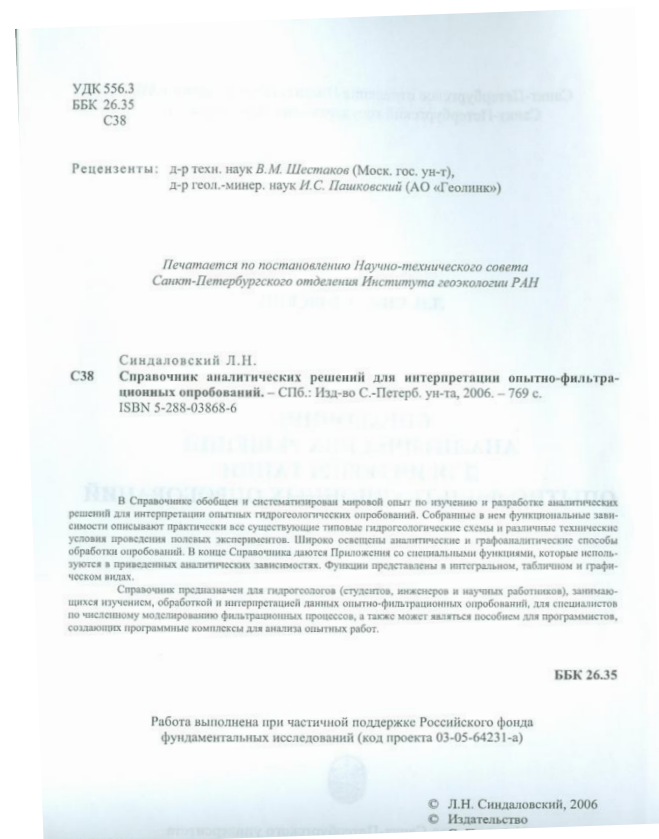 УДК 556.3
ББК 26.35
С38
Рецензенты: д-р техн. наук В.М. Шестаков (Моск. гос. ун-т),
д-р геол.-минер. наук И.С. Пашковский (АО «Геолинк»)
Печатается по постановлению Научно-технического совета
Санкт-Петербургского отделения Института геоэкологии РАН
Синдаловский Л.Н.
С38 Справочник аналитических решений для интерпретации опытно-фильтра-
ционных опробований. – СПб.: Изд-во С.-Петерб. ун-та, 2006. – 769 с.
ISBN 5-288-03868-6
В Справочнике обобщен и систематизирован мировой опыт по изучению и разработке аналитических
решений для интерпретации опытных гидрогеологических опробований. Собранные в нем функциональные зави-
симости описывают практически все существующие типовые гидрогеологические схемы и различные технические
условия проведения полевых экспериментов. Широко освещены аналитические и графоаналитические способы
обработки опробований. В конце Справочника даются Приложения со специальными функциями, которые исполь-
зуются в приведенных аналитических зависимостях. Функции представлены в интегральном, табличном и графи-
ческом видах.
Справочник предназначен для гидрогеологов (студентов, инженеров и научных работников), занимаю-
щихся изучением, обработкой и интерпретацией данных опытно-фильтрационных опробований, для специалистов
по численному моделированию фильтрационных процессов, а также может являться пособием для программистов,
создающих программные комплексы для анализа опытных работ.
ББК 26.35
Работа выполнена при частичной поддержке Российского фонда
фундаментальных исследований (код проекта 03-05-64231-а)
© Л.Н. Синдаловский, 2006
© Издательство